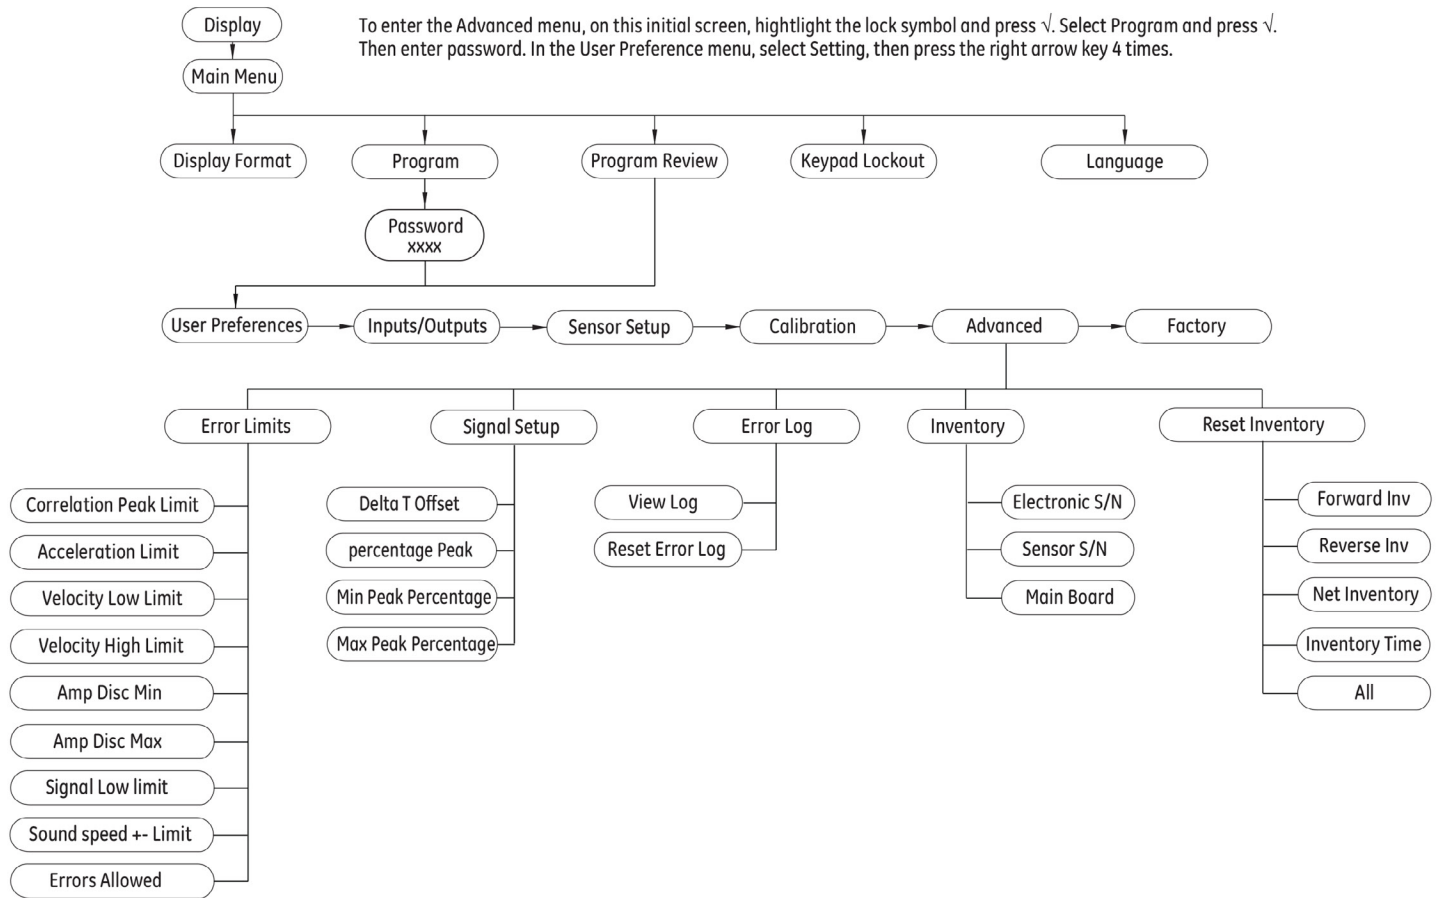 Display
To enter the Advanced menu, on this initial screen, hightlight the lock symbol and press √. Select Program and press √.
Then enter password. In the User Preference menu, select Setting, then press the right arrow key 4 times.
Main Menu
Display Format
Program
Program Review
Keypad Lockout
Language
Password
xxxx
User Preferences
Inputs/Outputs
Sensor Setup
Calibration
Advanced
Factory
Error Limits
Signal Setup
Error Log
Inventory
Reset Inventory
Correlation Peak Limit
Acceleration Limit
Velocity Low Limit
Velocity High Limit
Amp Disc Min
Amp Disc Max
Signal Low limit
Sound speed +- Limit
Errors Allowed
Delta T Offset
percentage Peak
Min Peak Percentage
Max Peak Percentage
View Log
Reset Error Log
Electronic S/N
Sensor S/N
Main Board
Forward Inv
Reverse Inv
Net Inventory
Inventory Time
All